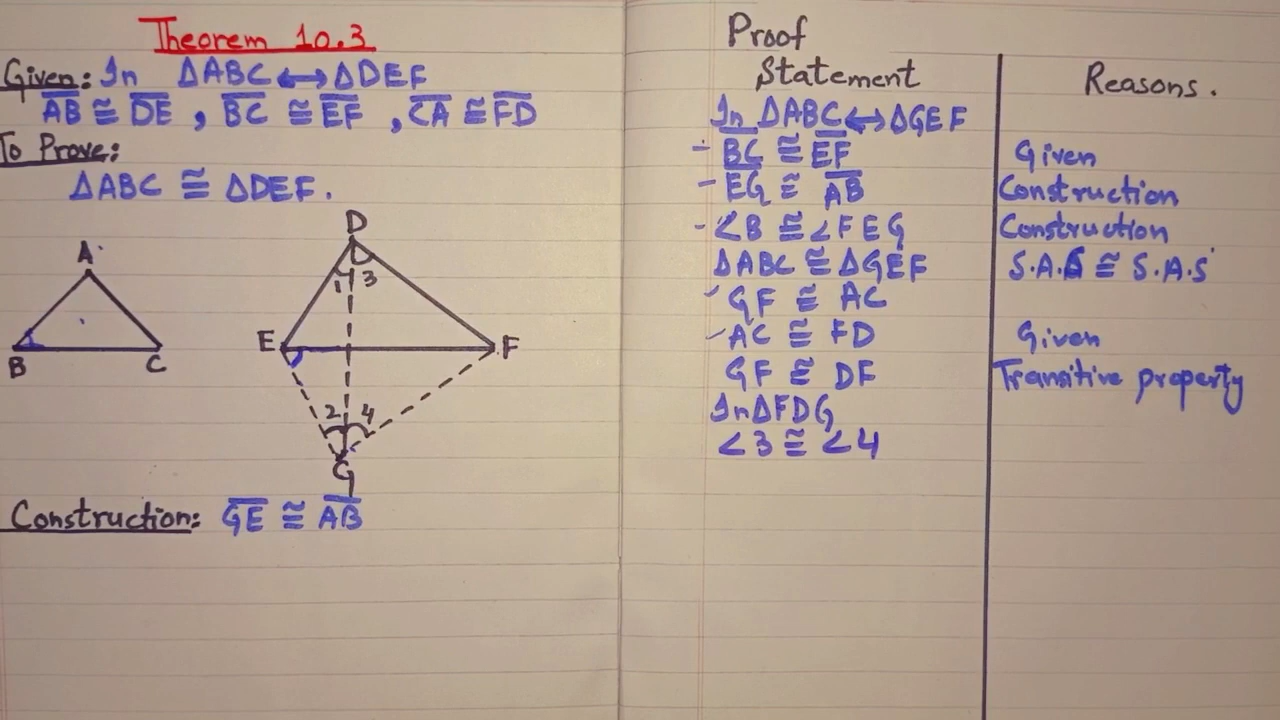 Theorem 10.3
Given: In ΔABC ↔ ΔDEF
AB ≅ DE , BC ≅ EF , CA ≅ FD
To Prove:
ΔABC ≅ ΔDEF.
D
A
1 3
E F
B C
2 4
G
Construction: GE ≅ AB
Proof
Statement Reasons.
In ΔABC ↔ ΔGEF
- BC ≅ EF Given
- EG ≅ AB Construction
- ∠B ≅ ∠FEG Construction
ΔABC ≅ ΔGEF S.A.S ≅ S.A.S
GF ≅ AC
AC ≅ FD Given
GF ≅ DF Transitive property
In ΔFDG
∠3 ≅ ∠4